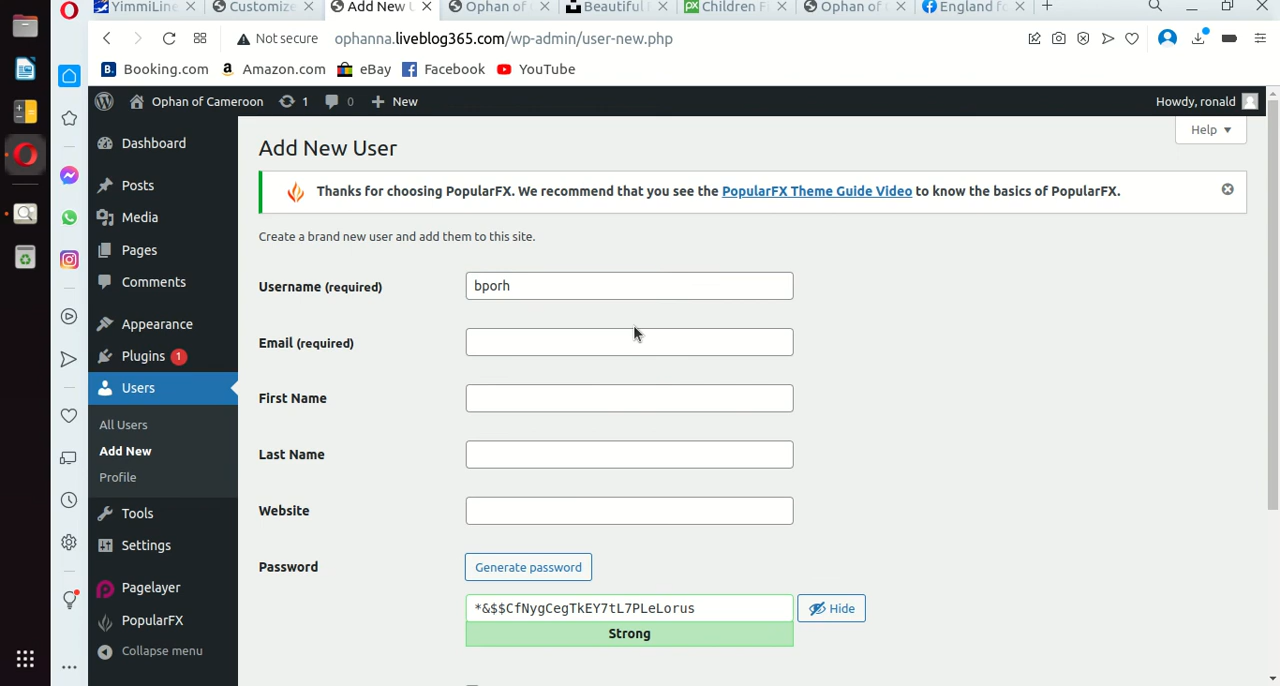 YimmiLine
Customize
Add New U
Ophan of
Beautiful
Children F
Ophan of
England fo
Not secure
ophanna.liveblog365.com/wp-admin/user-new.php
Booking.com
Amazon.com
eBay
Facebook
YouTube
Ophan of Cameroon
1
0
New
Howdy, ronald
Help
Dashboard
Posts
Media
Pages
Comments
Appearance
Plugins 1
Users
All Users
Add New
Profile
Tools
Settings
Pagelayer
PopularFX
Collapse menu
Add New User
Thanks for choosing PopularFX. We recommend that you see the PopularFX Theme Guide Video to know the basics of PopularFX.
Create a brand new user and add them to this site.
Username (required)
bporh
Email (required)
First Name
Last Name
Website
Password
Generate password
*&$$CfNygCegTkEY7tL7PLeLorus
Hide
Strong